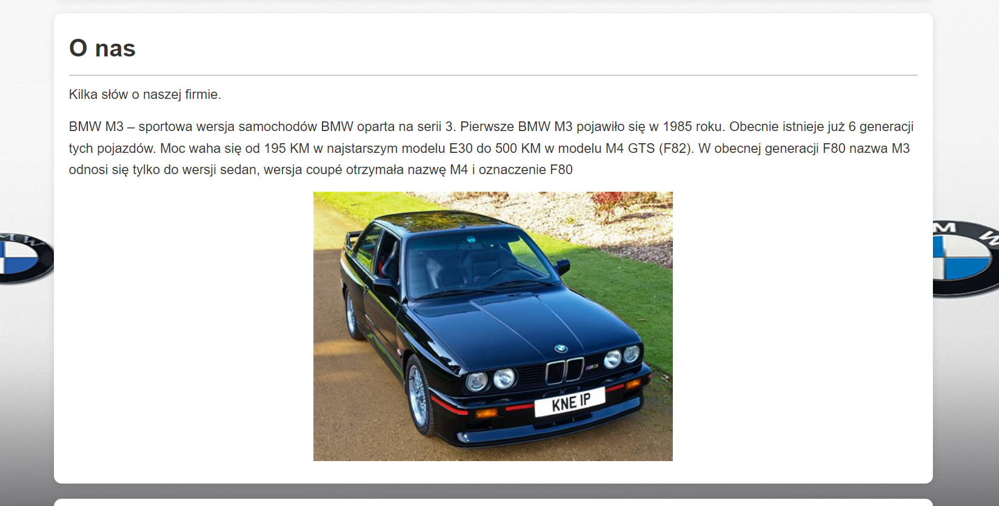 O nas
Kilka słów o naszej firmie.
BMW M3 – sportowa wersja samochodów BMW oparta na serii 3. Pierwsze BMW M3 pojawiło się w 1985 roku. Obecnie istnieje już 6 generacji
tych pojazdów. Moc waha się od 195 KM w najstarszym modelu E30 do 500 KM w modelu M4 GTS (F82). W obecnej generacji F80 nazwa M3
odnosi się tylko do wersji sedan, wersja coupé otrzymała nazwę M4 i oznaczenie F80
M W
M W
M3
KNE IP